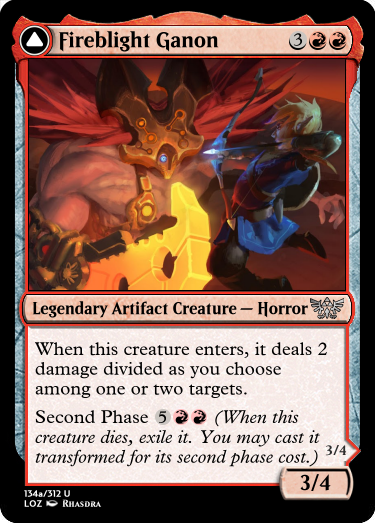 Fireblight Ganon 3
Legendary Artifact Creature — Horror
When this creature enters, it deals 2
damage divided as you choose
among one or two targets.
Second Phase 5 (When this
creature dies, exile it. You may cast it
transformed for its second phase cost.)
3/4
3/4
134a/312 U
LOZ Rhasdra